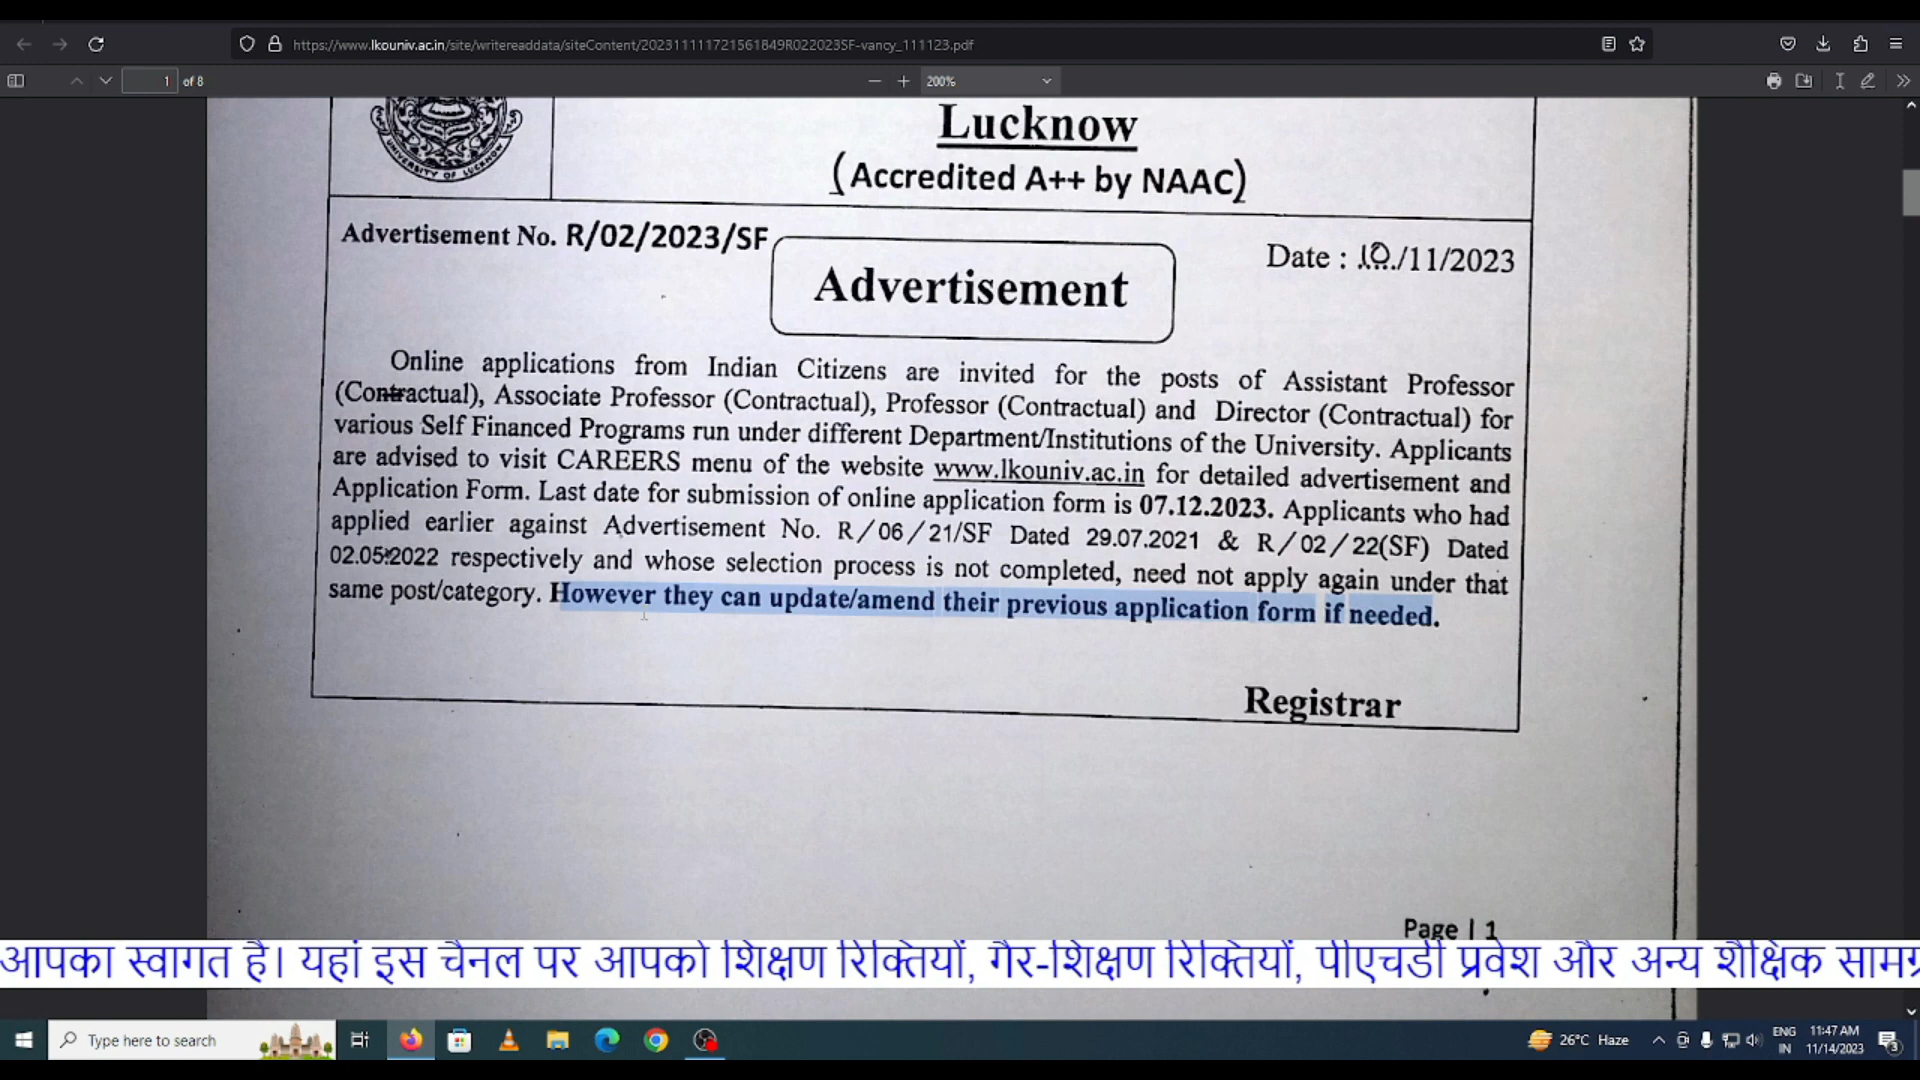 https://www.lkouniv.ac.in/site/writereaddata/siteContent/202311111721561849R022023SF-vancy_111123.pdf
1 of 8
200%
UNIVERSITY OF LUCKNOW
Lucknow
(Accredited A++ by NAAC)
Advertisement No. R/02/2023/SF
Date : 10/11/2023
Advertisement
Online applications from Indian Citizens are invited for the posts of Assistant Professor
(Contractual), Associate Professor (Contractual), Professor (Contractual) and Director (Contractual) for
various Self Financed Programs run under different Department/Institutions of the University. Applicants
are advised to visit CAREERS menu of the website www.lkouniv.ac.in for detailed advertisement and
Application Form. Last date for submission of online application form is 07.12.2023. Applicants who had
applied earlier against Advertisement No. R/06/21/SF Dated 29.07.2021 & R/02/22(SF) Dated
02.05.2022 respectively and whose selection process is not completed, need not apply again under that
same post/category. However they can update/amend their previous application form if needed.
Registrar
Page | 1
आपका स्वागत है। यहां इस चैनल पर आपको शिक्षण रिक्तियों, गैर-शिक्षण रिक्तियों, पीएचडी प्रवेश और अन्य शैक्षिक सामग्र
Type here to search
26°C Haze
ENG
IN
11:47 AM
11/14/2023
3